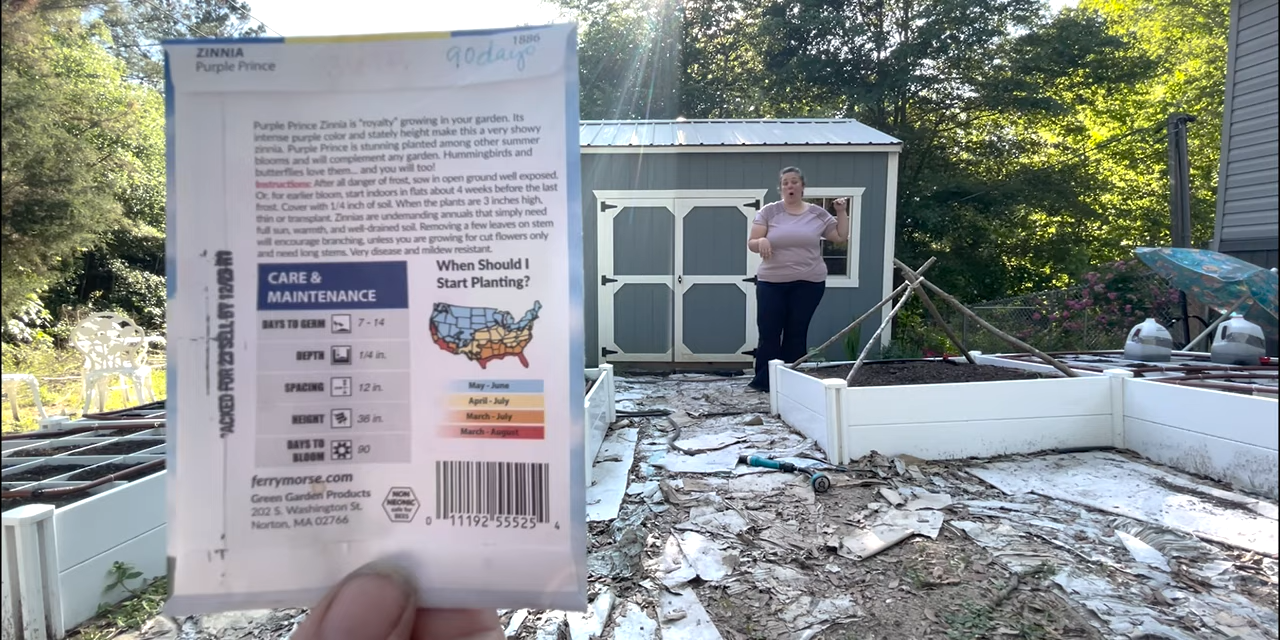 ZINNIA
Purple Prince
90 days
1886
Purple Prince Zinnia is "royalty" growing in your garden. Its
intense purple color and stately height make this a very showy
zinnia. Purple Prince is stunning planted among other summer
blooms and will complement any garden. Hummingbirds and
butterflies love them... and you will too!
Instructions: After all danger of frost, sow in open ground well exposed.
Or, for earlier bloom, start indoors in flats about 4 weeks before the last
frost. Cover with 1/4 inch of soil. When the plants are 3 inches high,
thin or transplant. Zinnias are undemanding annuals that simply need
full sun, warmth, and well-drained soil. Removing a few leaves on stem
will encourage branching, unless you are growing for cut flowers only
and need long stems. Very disease and mildew resistant.
CARE &
MAINTENANCE
DAYS TO GERM 7 - 14
DEPTH 1/4 in.
SPACING 12 in.
HEIGHT 36 in.
DAYS TO
BLOOM 90
When Should I
Start Planting?
May - June
April - July
March - July
March - August
ferrymorse.com
Green Garden Products
202 S. Washington St.
Norton, MA 02766
NON
NEONIC
0 11192 55525 4
PACKED FOR 23 SELL BY 12/23